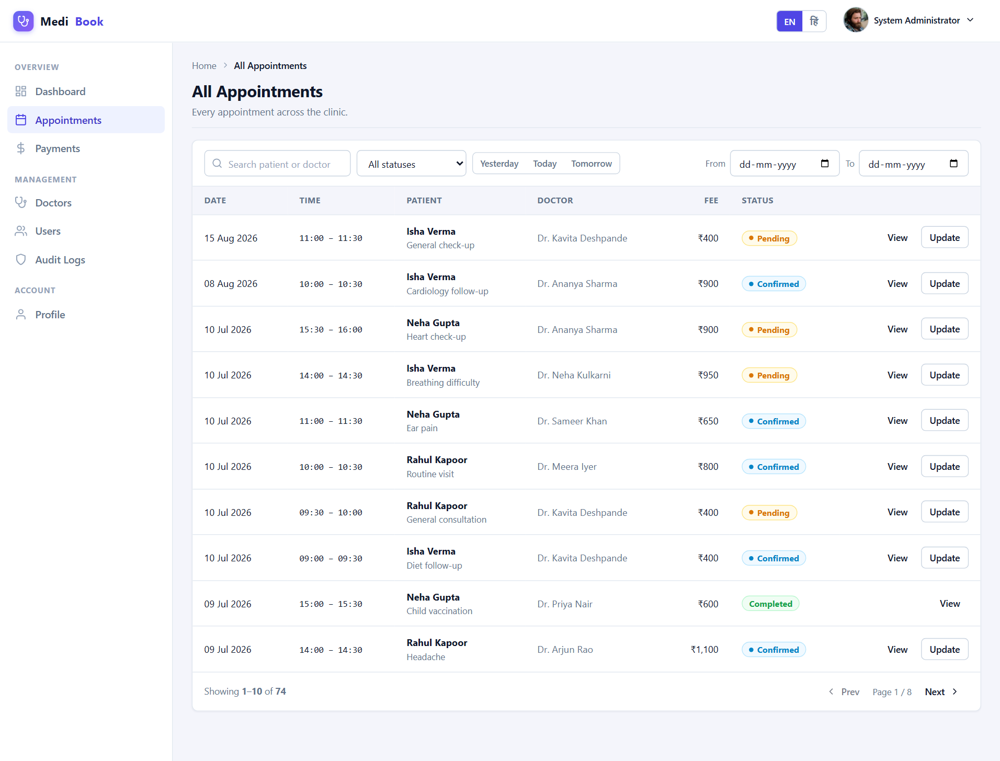 Medi Book
EN हिं System Administrator
OVERVIEW
Dashboard
Appointments
Payments
MANAGEMENT
Doctors
Users
Audit Logs
ACCOUNT
Profile
Home > All Appointments
All Appointments
Every appointment across the clinic.
Search patient or doctor All statuses Yesterday Today Tomorrow From dd-mm-yyyy To dd-mm-yyyy
DATE TIME PATIENT DOCTOR FEE STATUS
15 Aug 2026 11:00 – 11:30 Isha Verma Dr. Kavita Deshpande ₹400 Pending View Update
General check-up
08 Aug 2026 10:00 – 10:30 Isha Verma Dr. Ananya Sharma ₹900 Confirmed View Update
Cardiology follow-up
10 Jul 2026 15:30 – 16:00 Neha Gupta Dr. Ananya Sharma ₹900 Pending View Update
Heart check-up
10 Jul 2026 14:00 – 14:30 Isha Verma Dr. Neha Kulkarni ₹950 Pending View Update
Breathing difficulty
10 Jul 2026 11:00 – 11:30 Neha Gupta Dr. Sameer Khan ₹650 Confirmed View Update
Ear pain
10 Jul 2026 10:00 – 10:30 Rahul Kapoor Dr. Meera Iyer ₹800 Confirmed View Update
Routine visit
10 Jul 2026 09:30 – 10:00 Rahul Kapoor Dr. Kavita Deshpande ₹400 Pending View Update
General consultation
10 Jul 2026 09:00 – 09:30 Isha Verma Dr. Kavita Deshpande ₹400 Confirmed View Update
Diet follow-up
09 Jul 2026 15:00 – 15:30 Neha Gupta Dr. Priya Nair ₹600 Completed View
Child vaccination
09 Jul 2026 14:00 – 14:30 Rahul Kapoor Dr. Arjun Rao ₹1,100 Confirmed View Update
Headache
Showing 1–10 of 74 Prev Page 1 / 8 Next